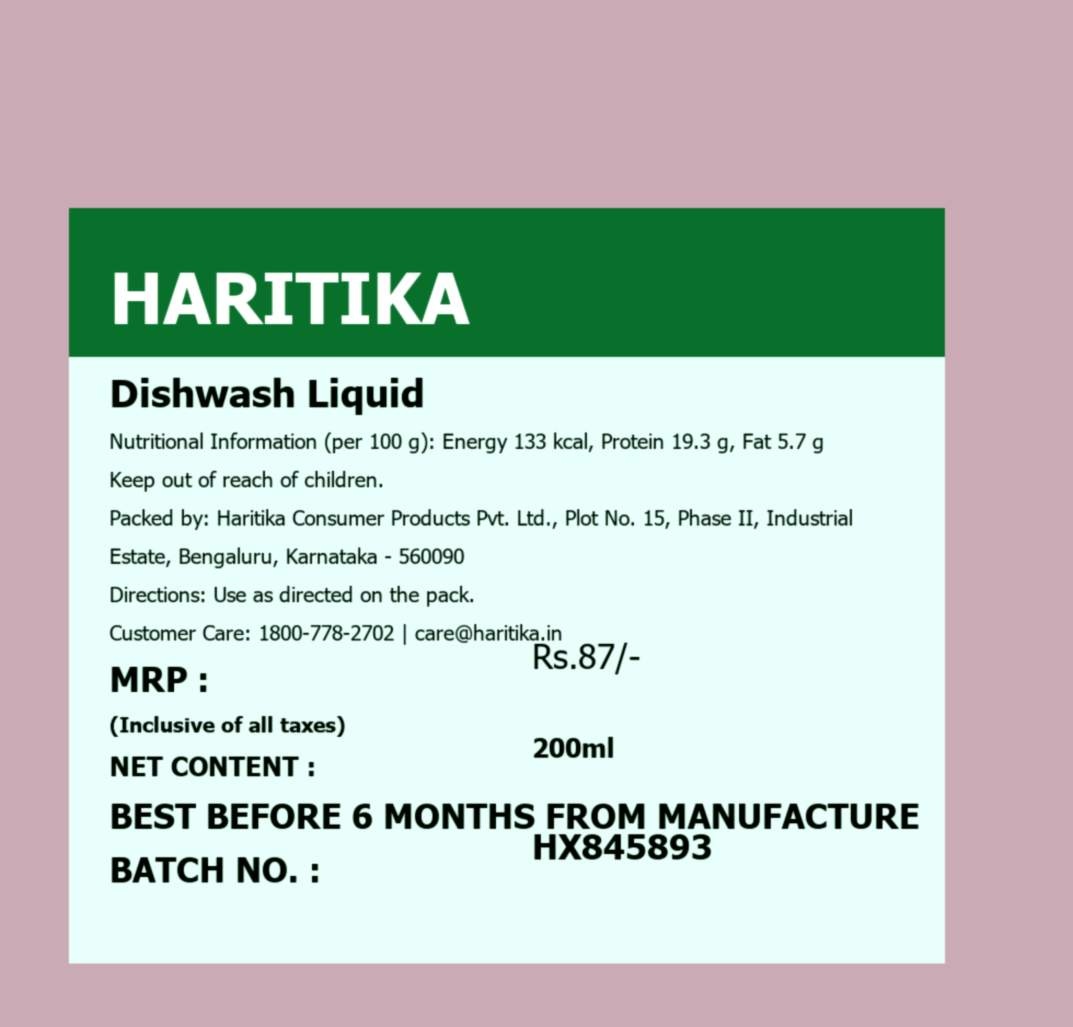 HARITIKA
Dishwash Liquid
Nutritional Information (per 100 g): Energy 133 kcal, Protein 19.3 g, Fat 5.7 g
Keep out of reach of children.
Packed by: Haritika Consumer Products Pvt. Ltd., Plot No. 15, Phase II, Industrial
Estate, Bengaluru, Karnataka - 560090
Directions: Use as directed on the pack.
Customer Care: 1800-778-2702 | care@haritika.in
MRP : Rs.87/-
(Inclusive of all taxes)
NET CONTENT : 200ml
BEST BEFORE 6 MONTHS FROM MANUFACTURE
BATCH NO. : HX845893